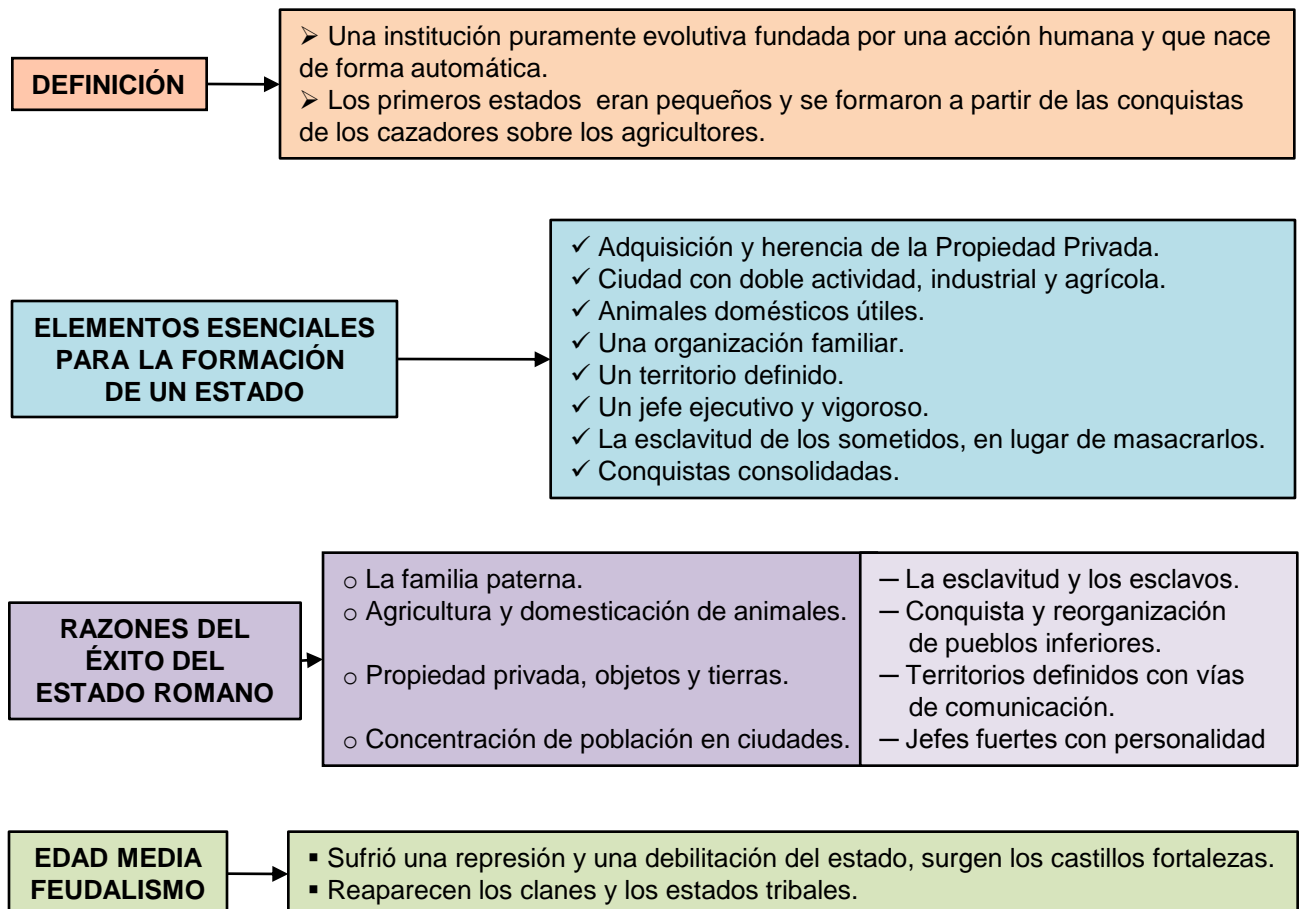 DEFINICIÓN
➢ Una institución puramente evolutiva fundada por una acción humana y que nace
de forma automática.
➢ Los primeros estados eran pequeños y se formaron a partir de las conquistas
de los cazadores sobre los agricultores.
ELEMENTOS ESENCIALES
PARA LA FORMACIÓN
DE UN ESTADO
✓ Adquisición y herencia de la Propiedad Privada.
✓ Ciudad con doble actividad, industrial y agrícola.
✓ Animales domésticos útiles.
✓ Una organización familiar.
✓ Un territorio definido.
✓ Un jefe ejecutivo y vigoroso.
✓ La esclavitud de los sometidos, en lugar de masacrarlos.
✓ Conquistas consolidadas.
RAZONES DEL
ÉXITO DEL
ESTADO ROMANO
o La familia paterna.
o Agricultura y domesticación de animales.
o Propiedad privada, objetos y tierras.
o Concentración de población en ciudades.
─ La esclavitud y los esclavos.
─ Conquista y reorganización
de pueblos inferiores.
─ Territorios definidos con vías
de comunicación.
─ Jefes fuertes con personalidad
EDAD MEDIA
FEUDALISMO
▪ Sufrió una represión y una debilitación del estado, surgen los castillos fortalezas.
▪ Reaparecen los clanes y los estados tribales.